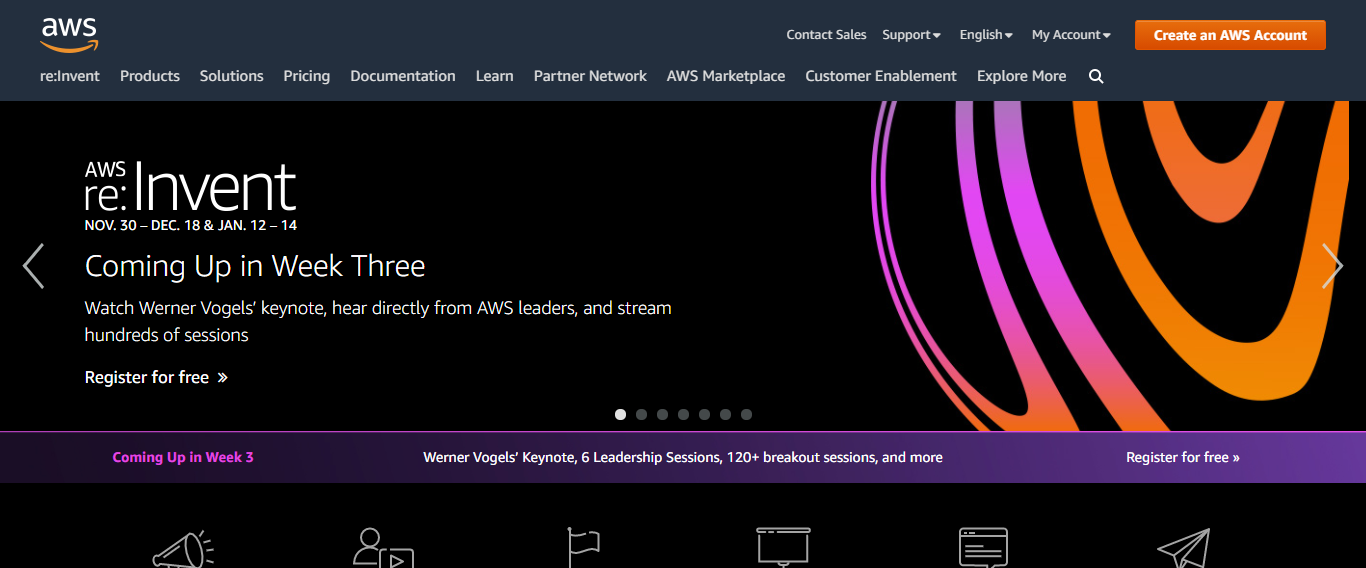 aws
Contact Sales Support English My Account Create an AWS Account
re:Invent Products Solutions Pricing Documentation Learn Partner Network AWS Marketplace Customer Enablement Explore More
AWS
re:Invent
NOV. 30 – DEC. 18 & JAN. 12 – 14
Coming Up in Week Three
Watch Werner Vogels’ keynote, hear directly from AWS leaders, and stream
hundreds of sessions
Register for free »
Coming Up in Week 3 Werner Vogels’ Keynote, 6 Leadership Sessions, 120+ breakout sessions, and more Register for free »